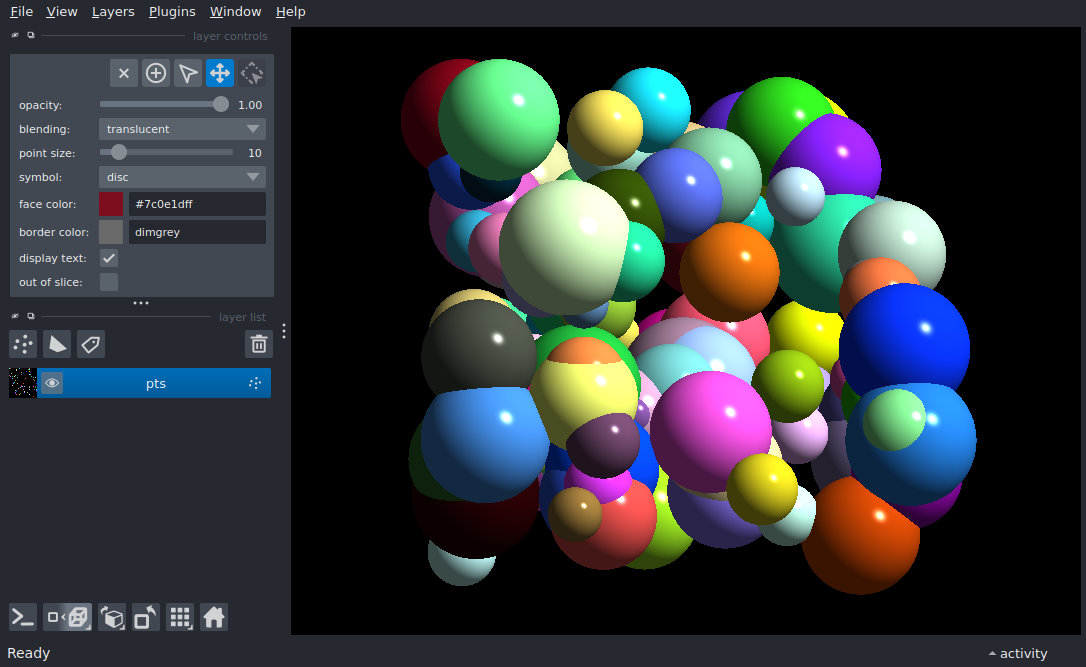 File View Layers Plugins Window Help
layer controls
opacity: 1.00
blending: translucent
point size: 10
symbol: disc
face color: #7c0e1dff
border color: dimgrey
display text:
out of slice:
layer list
pts
Ready activity